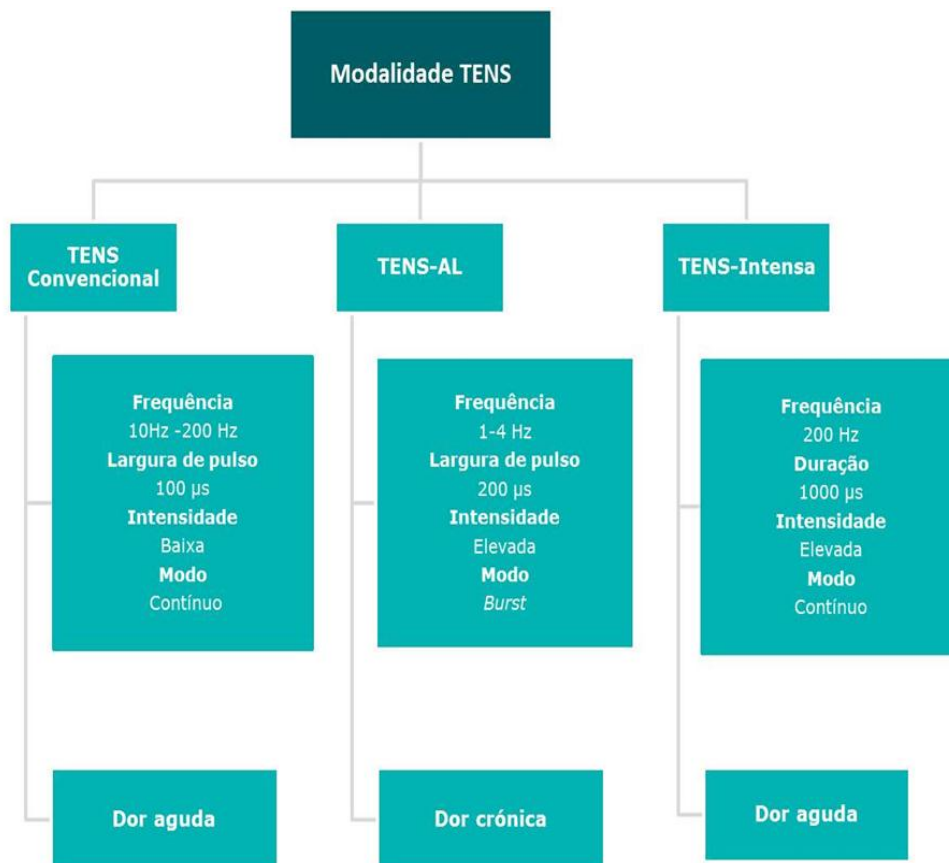 Modalidade TENS
TENS
Convencional
TENS-AL
TENS-Intensa
Frequência
10Hz -200 Hz
Largura de pulso
100 µs
Intensidade
Baixa
Modo
Contínuo
Frequência
1-4 Hz
Largura de pulso
200 µs
Intensidade
Elevada
Modo
Burst
Frequência
200 Hz
Duração
1000 µs
Intensidade
Elevada
Modo
Contínuo
Dor aguda
Dor crónica
Dor aguda